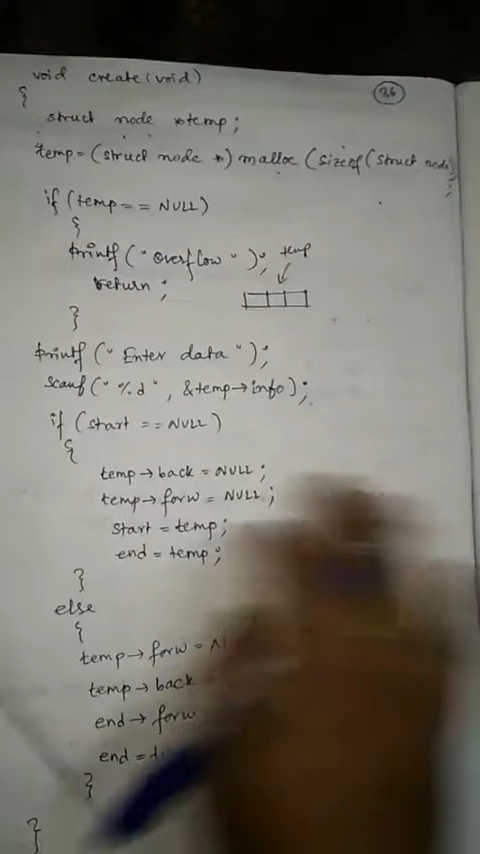 void create(void)
26
{
struct node *temp;
temp=(struct node *) malloc (sizeof(struct node)
;
if (temp == NULL)
{
printf("overflow"); temp
return;
}
printf("Enter data");
scanf("%d", &temp→info);
if (start == NULL)
{
temp→back = NULL;
temp→forw = NULL;
start = temp;
end = temp;
}
else
{
temp→forw =
temp→back
end→forw
end =
}
}